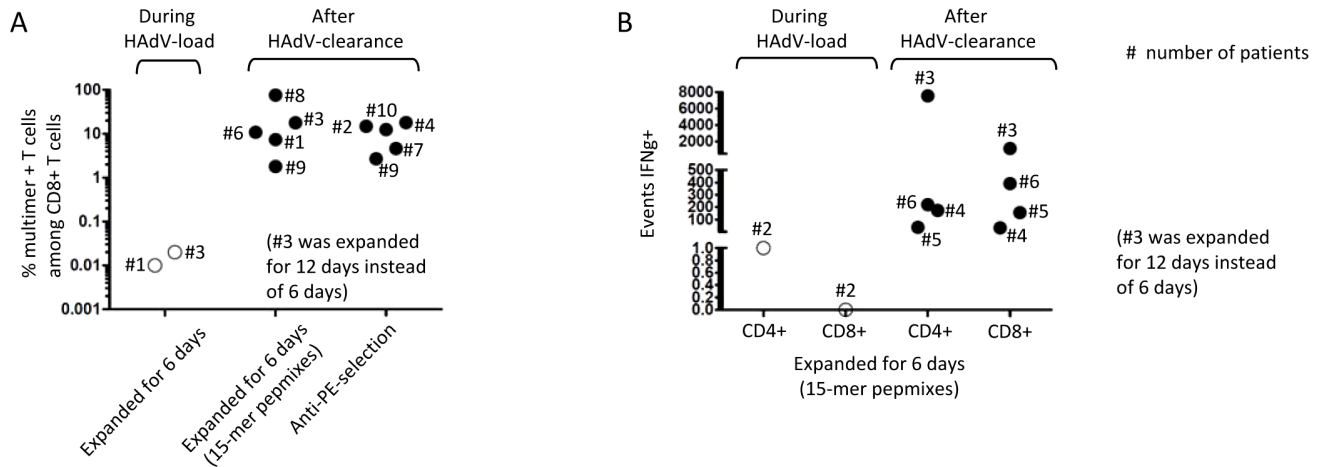 A
During
HAdV-load
After
HAdV-clearance
% multimer + T cells
among CD8+ T cells
100
10
1
0.1
0.01
0.001
#1
#3
#8
#3
#6
#1
#9
#10
#2
#4
#7
#9
(#3 was expanded
for 12 days instead
of 6 days)
Expanded for 6 days
Expanded for 6 days
(15-mer pepmixes)
Anti-PE-selection
B
During
HAdV-load
After
HAdV-clearance
# number of patients
Events IFNg+
8000
6000
4000
2000
500
400
300
200
100
1.0
0.8
0.6
0.4
0.2
0.0
#2
#2
#3
#6
#4
#5
#3
#6
#5
#4
(#3 was expanded
for 12 days instead
of 6 days)
CD4+
CD8+
CD4+
CD8+
Expanded for 6 days
(15-mer pepmixes)